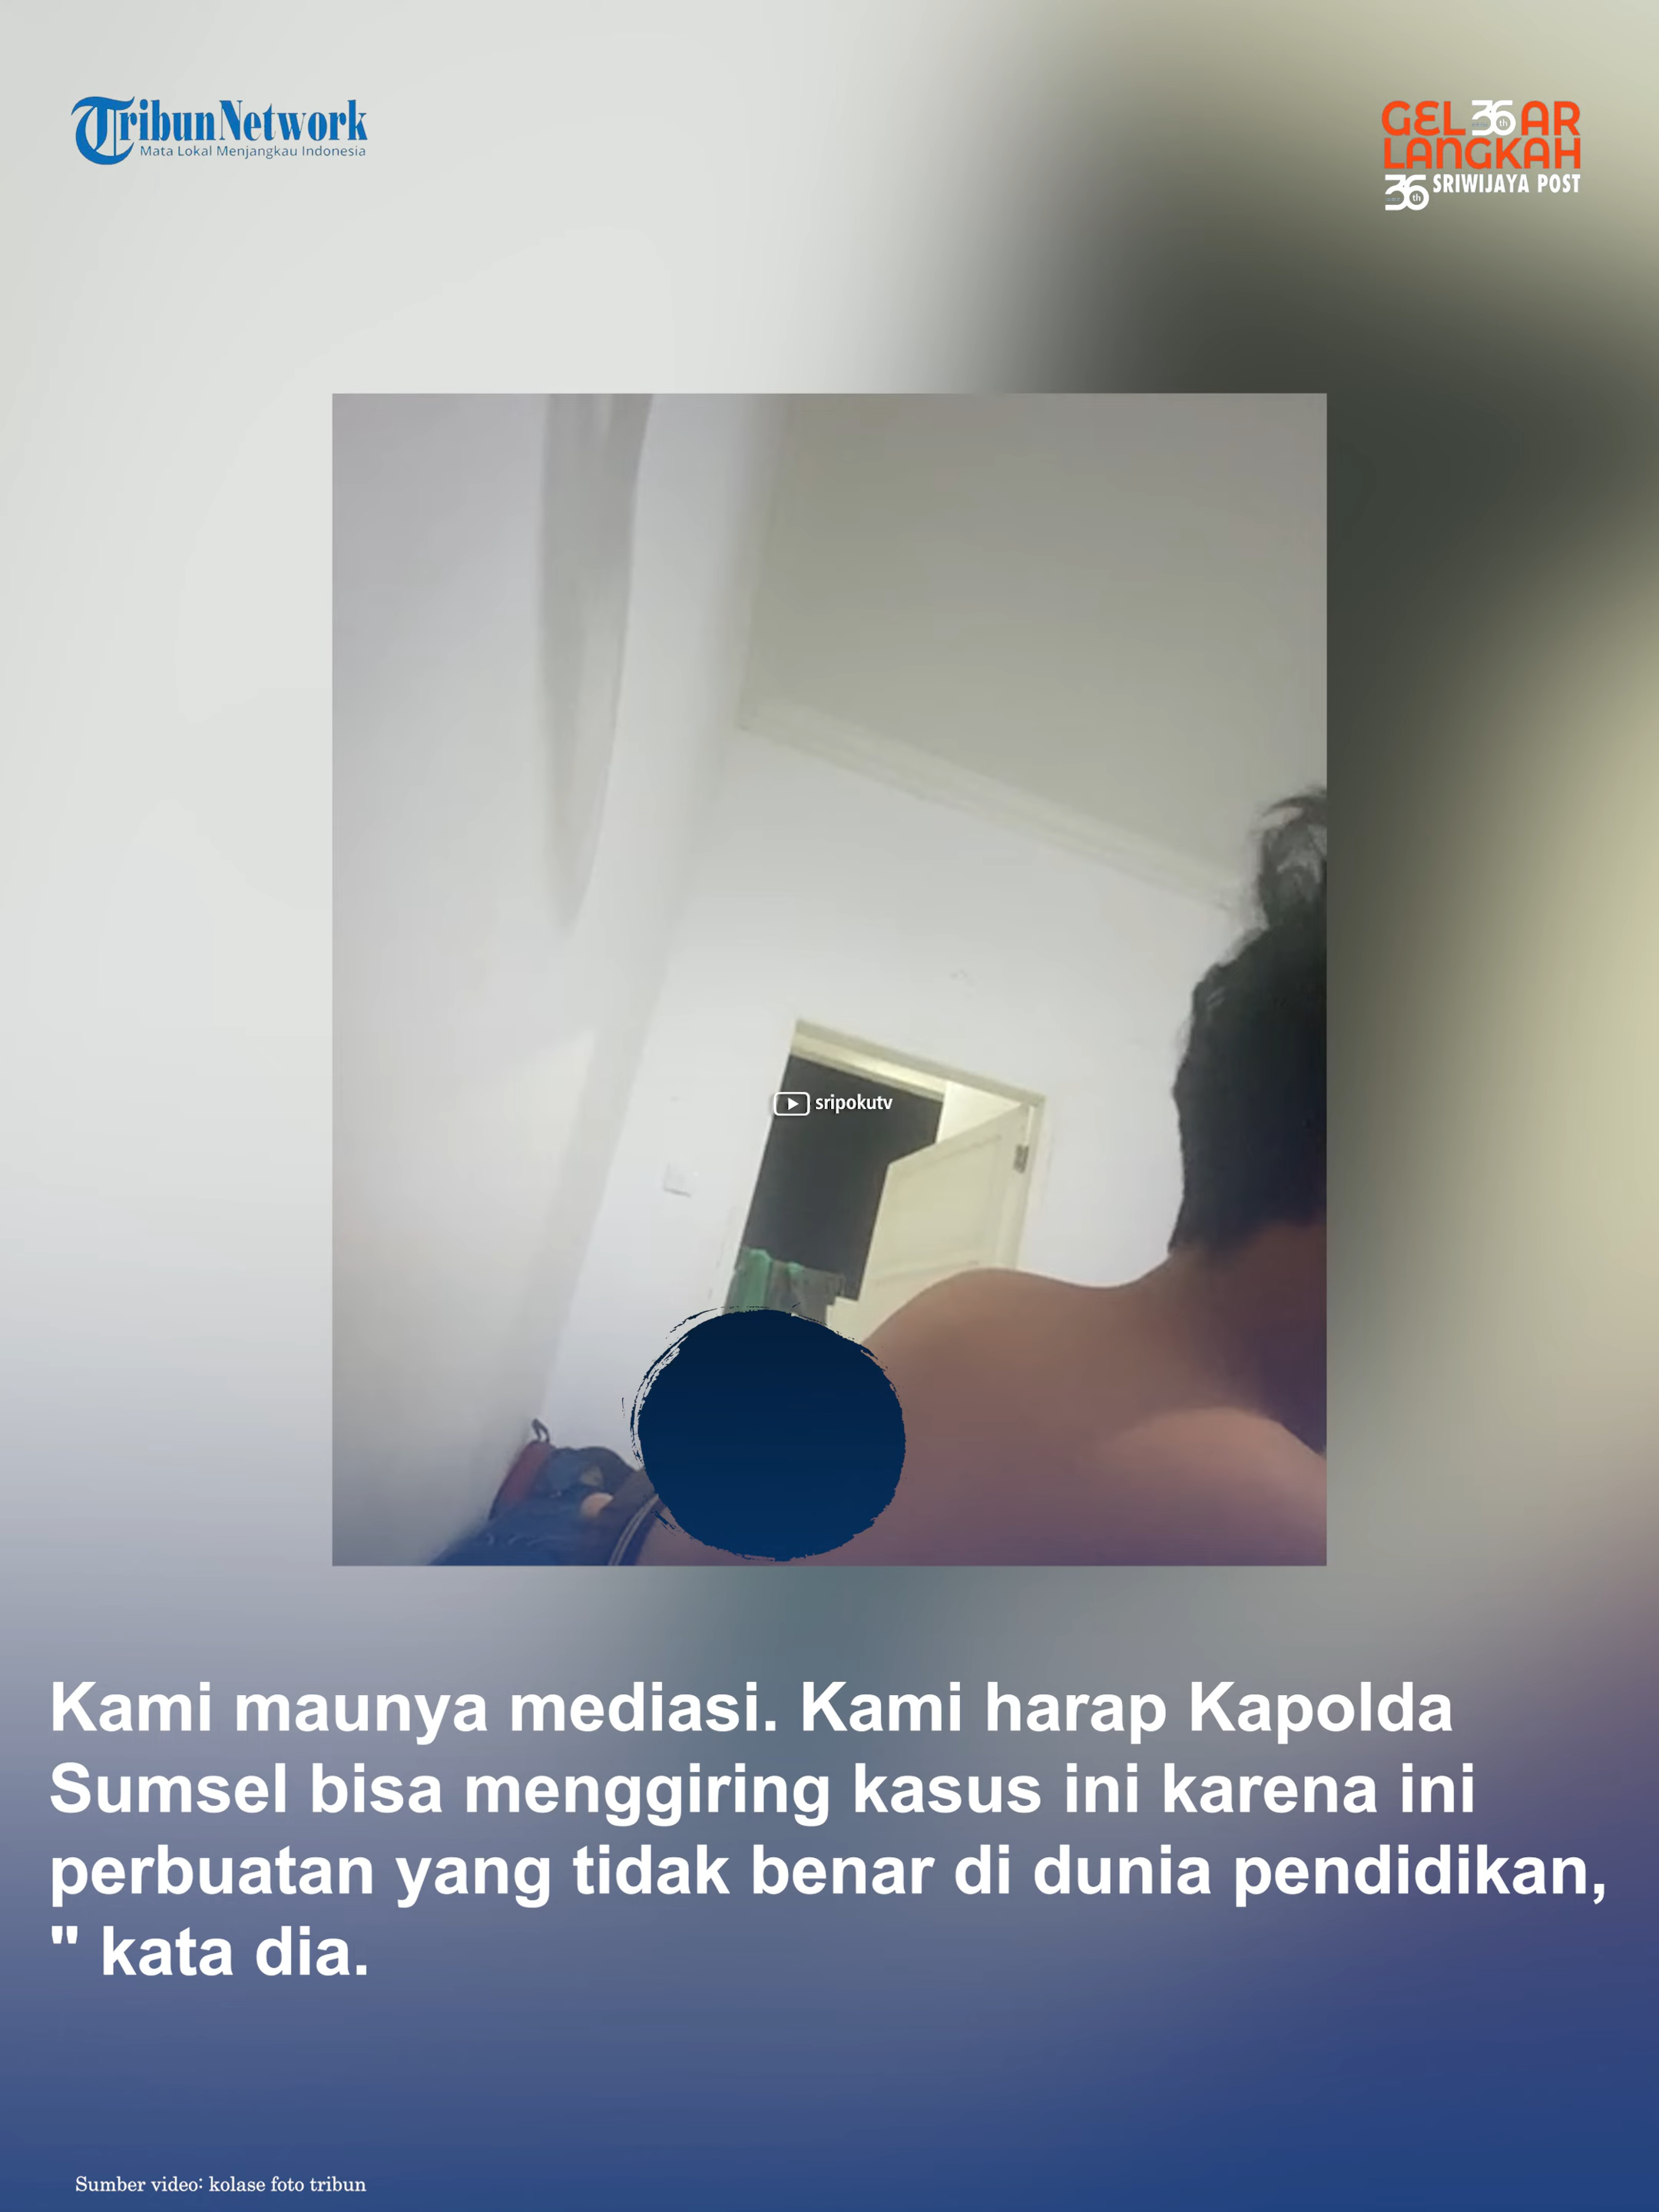 TribunNetwork
Mata Lokal Menjangkau Indonesia
GEL 36th AR
LANGKAH
36th SRIWIJAYA POST
sripokutv
Kami maunya mediasi. Kami harap Kapolda
Sumsel bisa menggiring kasus ini karena ini
perbuatan yang tidak benar di dunia pendidikan,
" kata dia.
Sumber video: kolase foto tribun